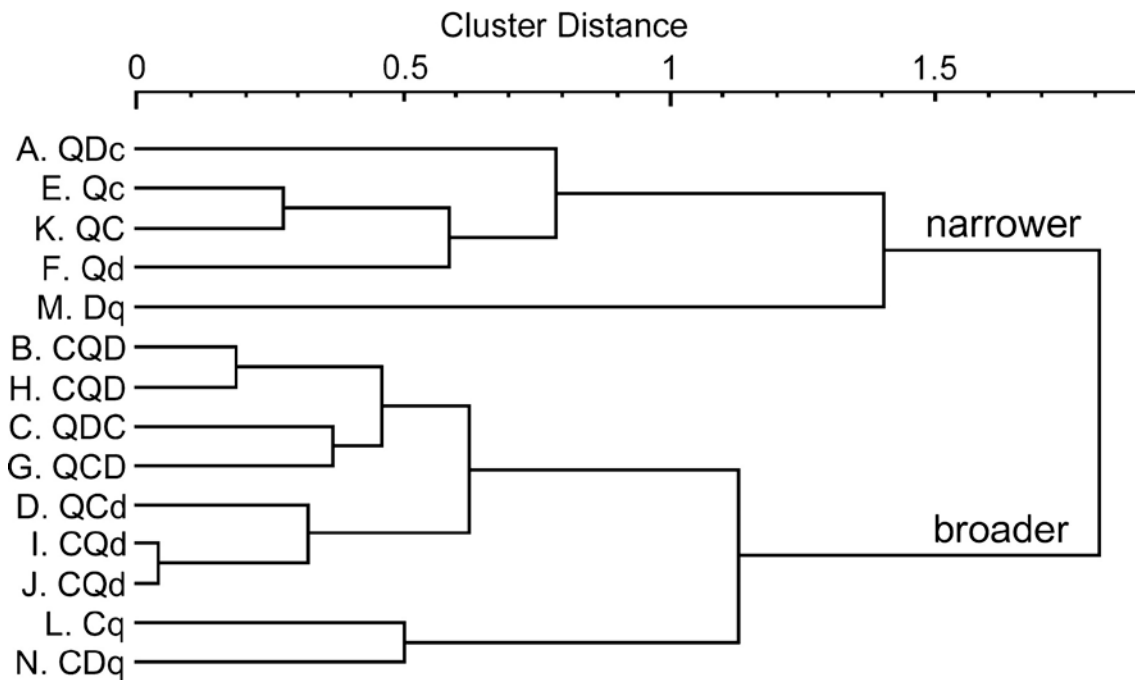 Cluster Distance
0 0.5 1 1.5
A. QDc
E. Qc
K. QC
narrower
F. Qd
M. Dq
B. CQD
H. CQD
C. QDC
G. QCD
D. QCd
broader
I. CQd
J. CQd
L. Cq
N. CDq